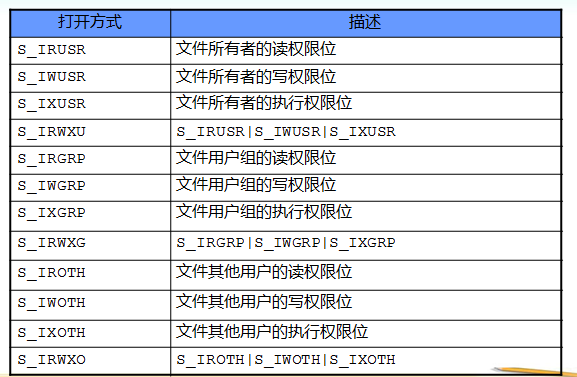 打开方式 描述
S_IRUSR 文件所有者的读权限位
S_IWUSR 文件所有者的写权限位
S_IXUSR 文件所有者的执行权限位
S_IRWXU S_IRUSR|S_IWUSR|S_IXUSR
S_IRGRP 文件用户组的读权限位
S_IWGRP 文件用户组的写权限位
S_IXGRP 文件用户组的执行权限位
S_IRWXG S_IRGRP|S_IWGRP|S_IXGRP
S_IROTH 文件其他用户的读权限位
S_IWOTH 文件其他用户的写权限位
S_IXOTH 文件其他用户的执行权限位
S_IRWXO S_IROTH|S_IWOTH|S_IXOTH